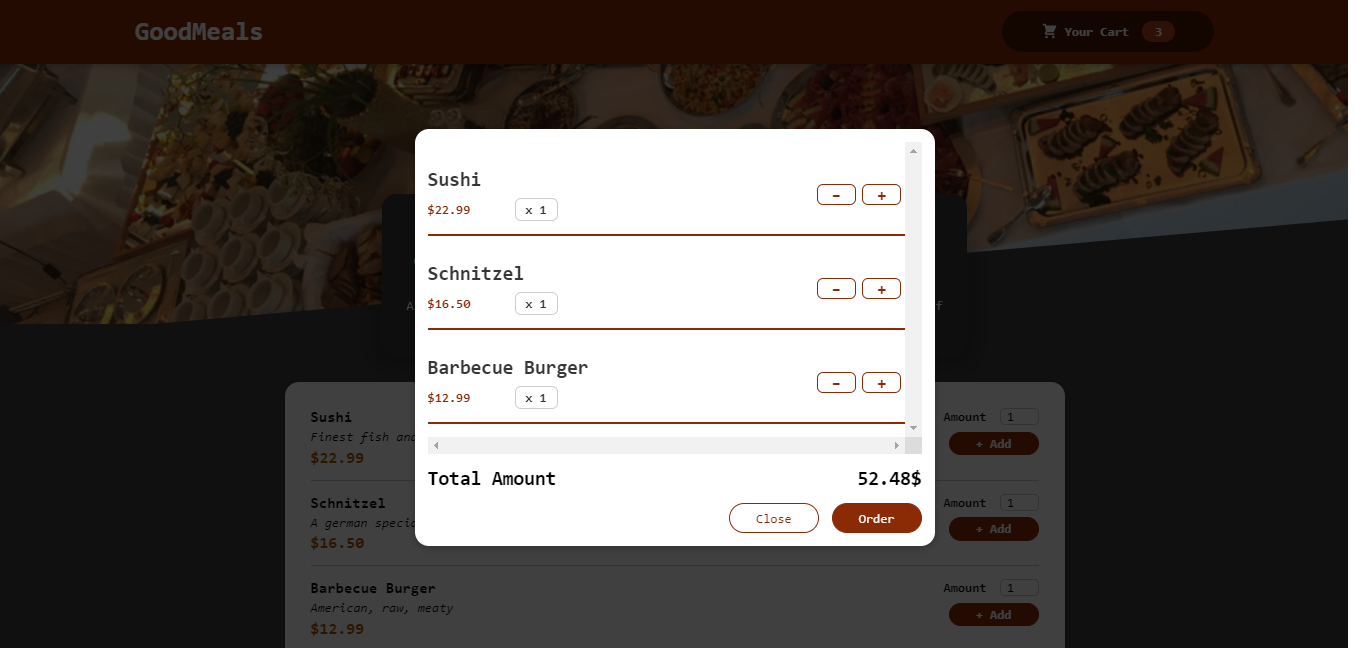 GoodMeals
Your Cart 3
Sushi
$22.99 x 1
− +
Schnitzel
$16.50 x 1
− +
Barbecue Burger
$12.99 x 1
− +
Total Amount 52.48$
Close Order
Sushi
Finest fish and
$22.99
Amount 1
+ Add
Schnitzel
A german
$16.50
Amount 1
+ Add
Barbecue Burger
American, raw, meaty
$12.99
Amount 1
+ Add